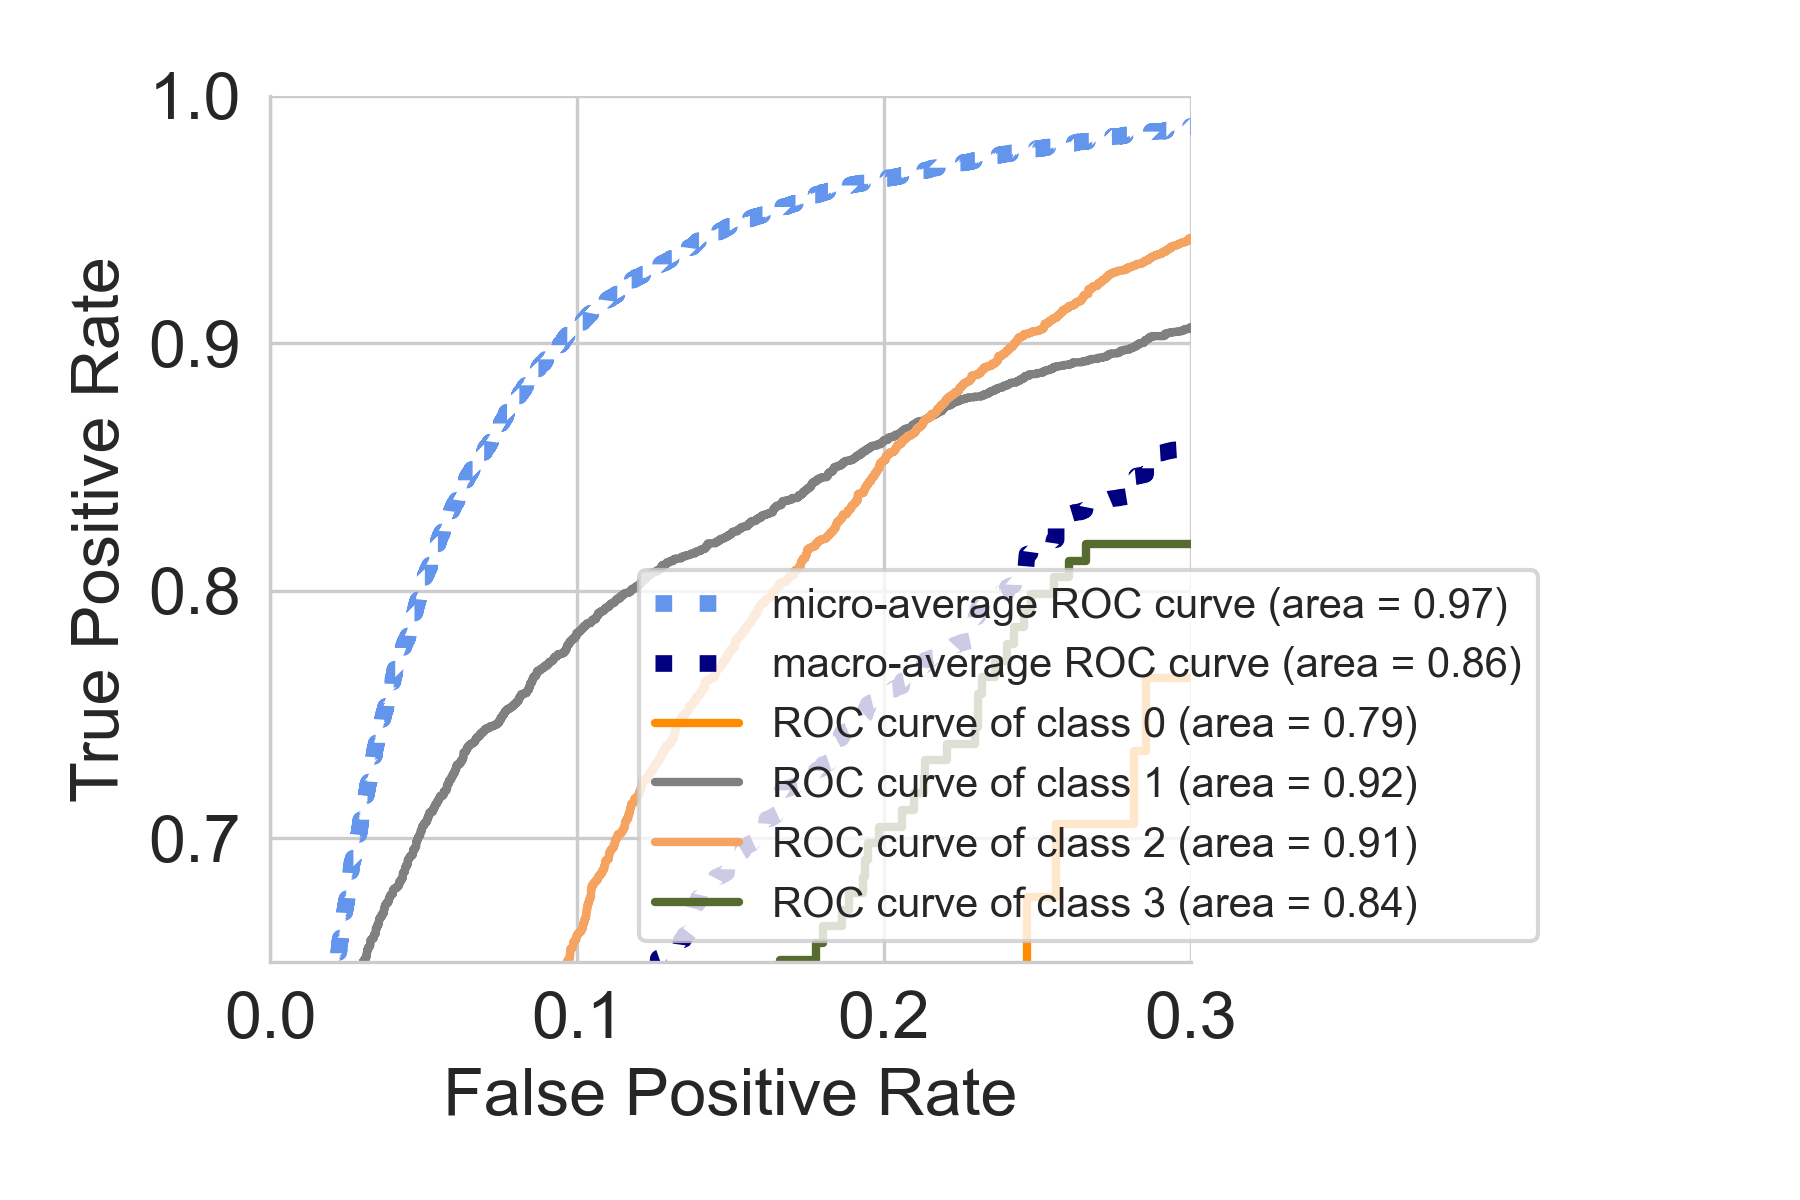 1.0
0.9
0.8
0.7
True Positive Rate
micro-average ROC curve (area = 0.97)
macro-average ROC curve (area = 0.86)
ROC curve of class 0 (area = 0.79)
ROC curve of class 1 (area = 0.92)
ROC curve of class 2 (area = 0.91)
ROC curve of class 3 (area = 0.84)
0.0 0.1 0.2 0.3
False Positive Rate